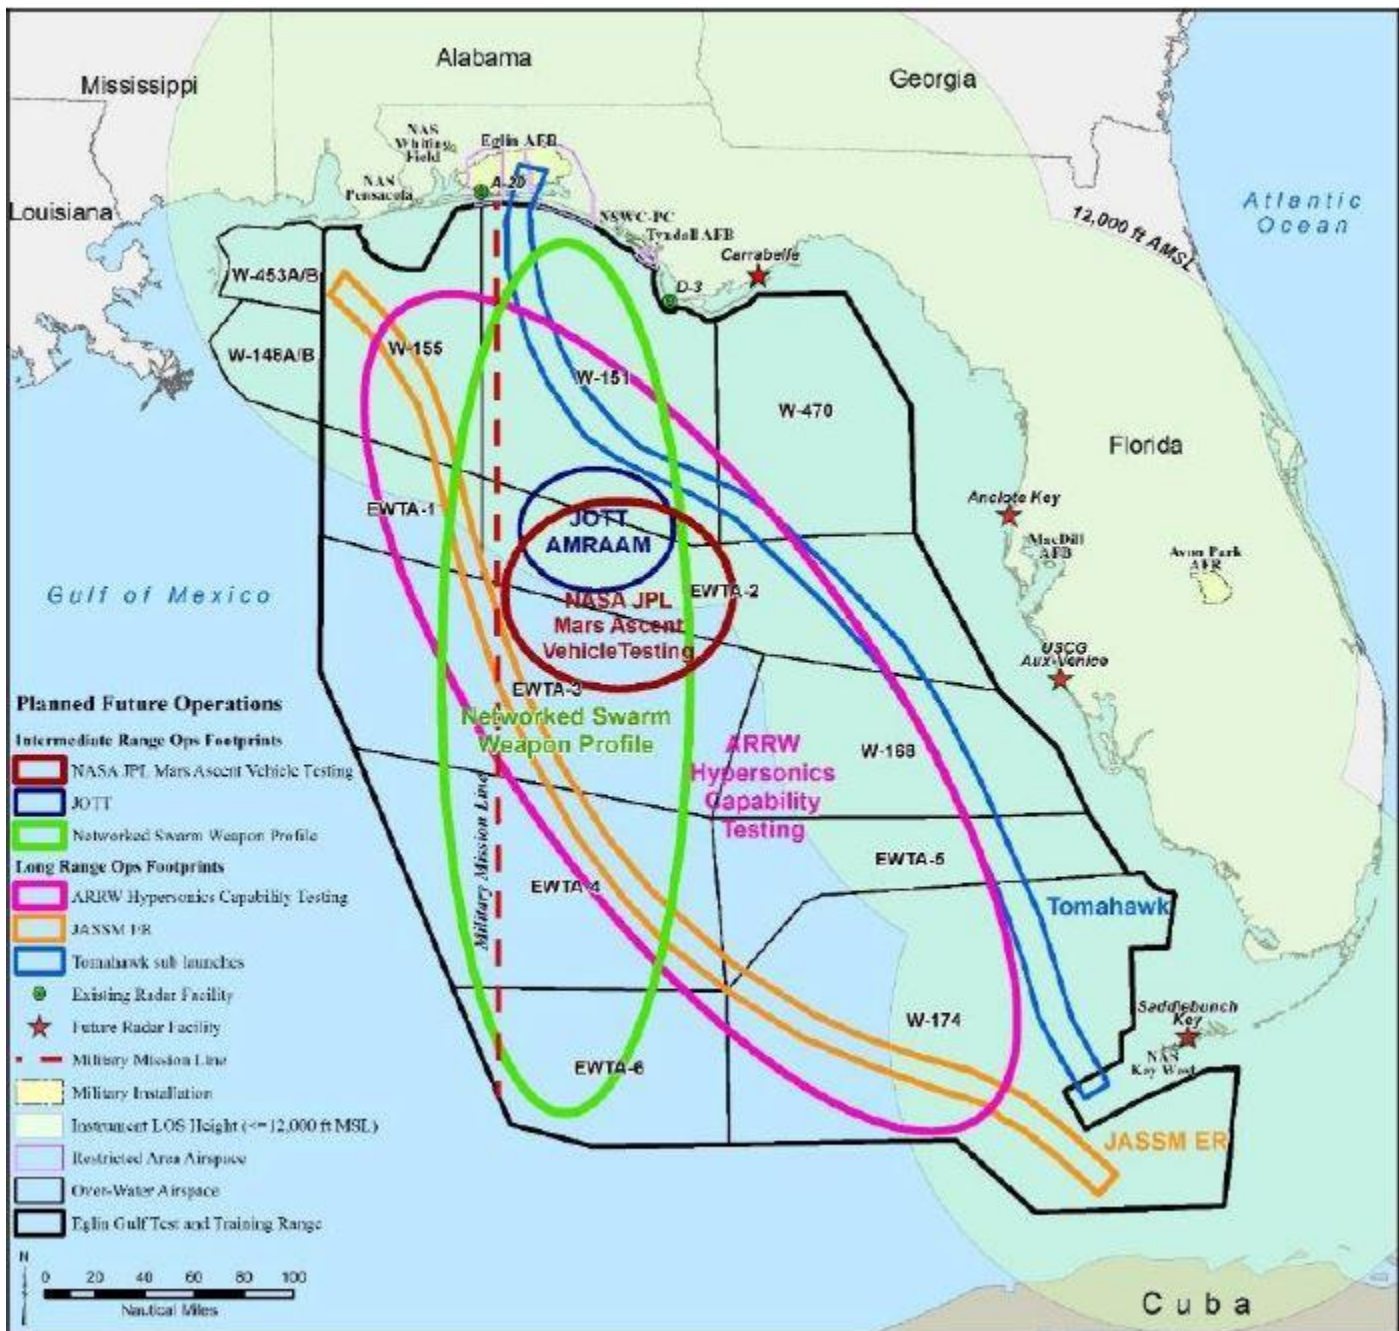 Alabama
Mississippi
Georgia
NAS
Whiting
Field
Eglin AFB
NAS
Pensacola
A-20
Louisiana
Atlantic
Ocean
12,000 ft AMSL
NSWC-PC
Tyndall AFB
Carrabelle
D-3
W-453A/B
W-148A/B
W-155
W-151
W-470
Florida
Anclote Key
MacDill
AFB
Avon Park
AFR
EWTA-1
JOTT
AMRAAM
Gulf of Mexico
EWTA-2
NASA JPL
Mars Ascent
VehicleTesting
USCG
Aux-Venice
EWTA-3
Networked Swarm
Weapon Profile
ARRW
Hypersonics
Capability
Testing
W-168
Military Mission Line
EWTA-4
EWTA-5
Tomahawk
W-174
Saddlebunch
Key
NAS
Key West
EWTA-6
JASSM ER
Cuba
Planned Future Operations
Intermediate Range Ops Footprints
NASA JPL Mars Ascent Vehicle Testing
JOTT
Networked Swarm Weapon Profile
Long Range Ops Footprints
ARRW Hypersonics Capability Testing
JASSM ER
Tomahawk sub launches
Existing Radar Facility
Future Radar Facility
Military Mission Line
Military Installation
Instrument LOS Height (<=12,000 ft MSL)
Restricted Area Airspace
Over-Water Airspace
Eglin Gulf Test and Training Range
N
0 20 40 60 80 100
Nautical Miles